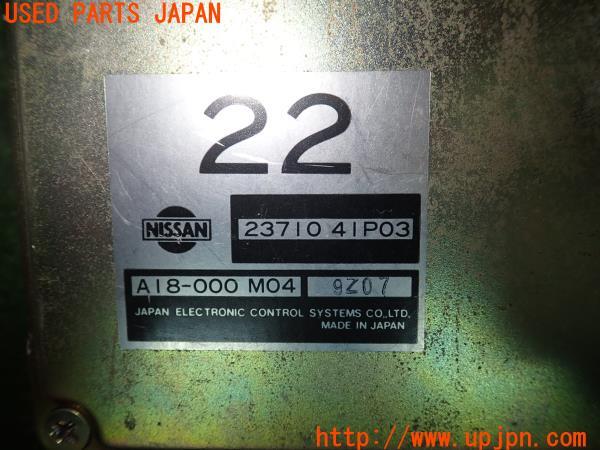 USED PARTS JAPAN
22
NISSAN
23710 41P03
A18-000 M04
9Z07
JAPAN ELECTRONIC CONTROL SYSTEMS CO.,LTD.
MADE IN JAPAN
http://www.upjpn.com